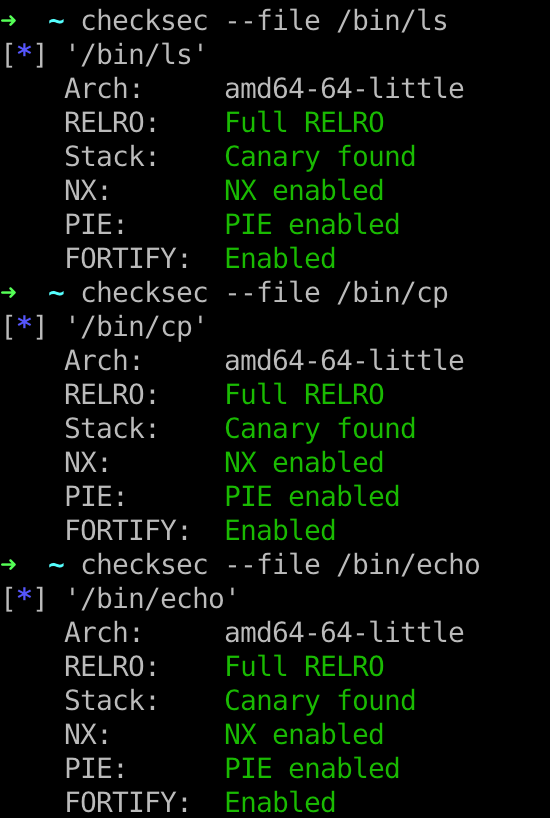 ➜  ~ checksec --file /bin/ls
[*] '/bin/ls'
    Arch:     amd64-64-little
    RELRO:    Full RELRO
    Stack:    Canary found
    NX:       NX enabled
    PIE:      PIE enabled
    FORTIFY:  Enabled
➜  ~ checksec --file /bin/cp
[*] '/bin/cp'
    Arch:     amd64-64-little
    RELRO:    Full RELRO
    Stack:    Canary found
    NX:       NX enabled
    PIE:      PIE enabled
    FORTIFY:  Enabled
➜  ~ checksec --file /bin/echo
[*] '/bin/echo'
    Arch:     amd64-64-little
    RELRO:    Full RELRO
    Stack:    Canary found
    NX:       NX enabled
    PIE:      PIE enabled
    FORTIFY:  Enabled